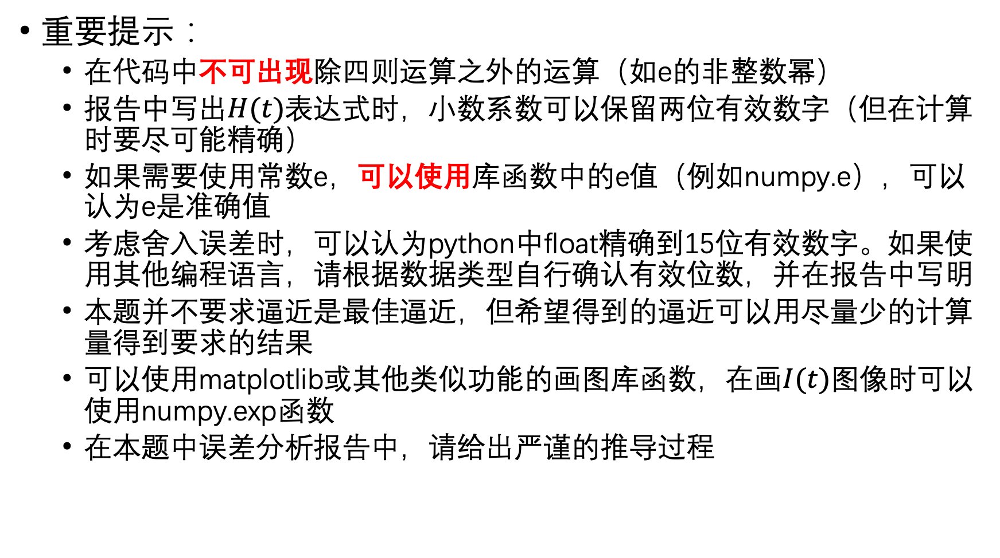 • 重要提示：
• 在代码中不可出现除四则运算之外的运算（如e的非整数幂）
• 报告中写出H(t)表达式时，小数系数可以保留两位有效数字（但在计算
时要尽可能精确）
• 如果需要使用常数e，可以使用库函数中的e值（例如numpy.e），可以
认为e是准确值
• 考虑舍入误差时，可以认为python中float精确到15位有效数字。如果使
用其他编程语言，请根据数据类型自行确认有效位数，并在报告中写明
• 本题并不要求逼近是最佳逼近，但希望得到的逼近可以用尽量少的计算
量得到要求的结果
• 可以使用matplotlib或其他类似功能的画图库函数，在画I(t)图像时可以
使用numpy.exp函数
• 在本题中误差分析报告中，请给出严谨的推导过程